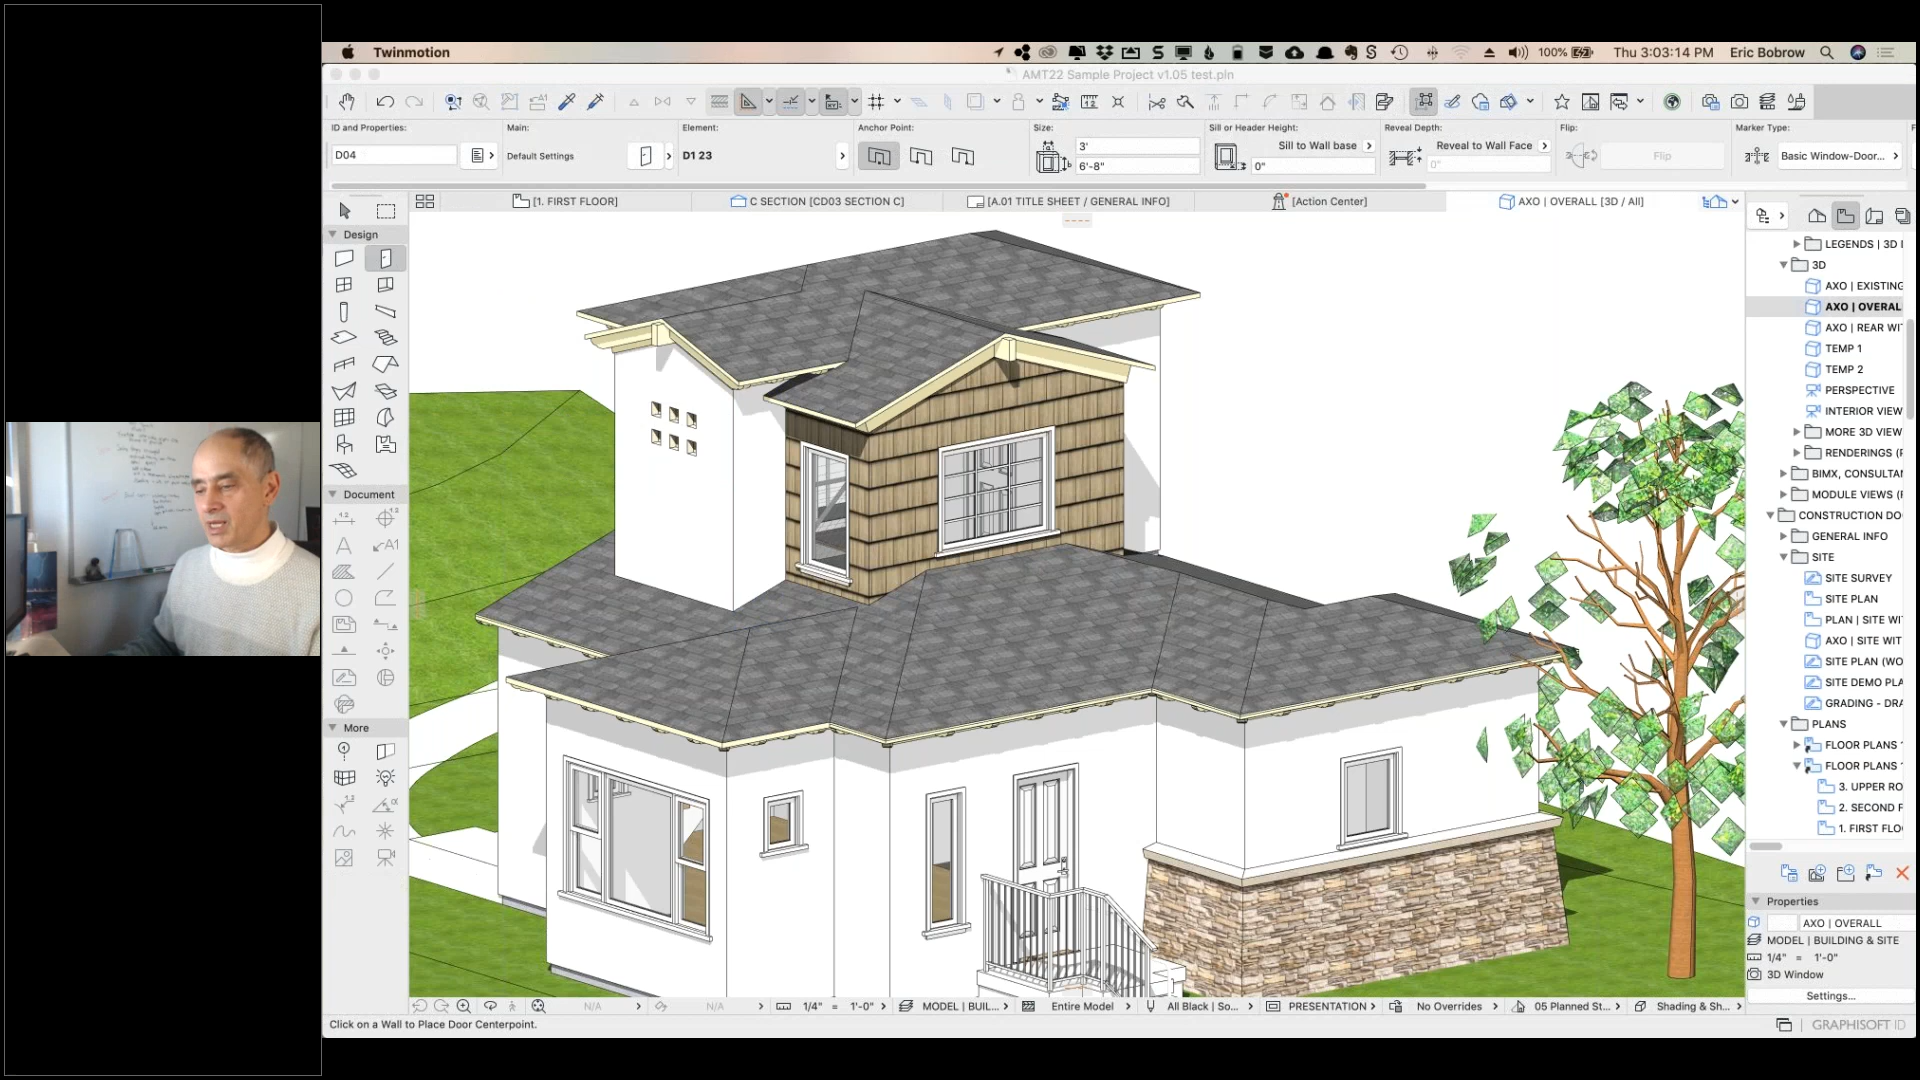 Twinmotion
100%
Thu 3:03:14 PM
Eric Bobrow
AMT22 Sample Project v1.05 test.pln
ID and Properties:
Main:
Element:
Anchor Point:
Size:
Sill or Header Height:
Reveal Depth:
Flip:
Marker Type:
D04
Default Settings
D1 23
3'
6'-8"
Sill to Wall base
0"
Reveal to Wall Face
0"
Flip
Basic Window-Door...
[1. FIRST FLOOR]
C SECTION [CD03 SECTION C]
[A.01 TITLE SHEET / GENERAL INFO]
[Action Center]
AXO | OVERALL [3D / All]
Design
Document
More
LEGENDS | 3D
3D
AXO | EXISTING
AXO | OVERAL
AXO | REAR WI
TEMP 1
TEMP 2
PERSPECTIVE
INTERIOR VIEW
MORE 3D VIEW
RENDERINGS (
BIMX, CONSULTA
MODULE VIEWS (
CONSTRUCTION DO
GENERAL INFO
SITE
SITE SURVEY
SITE PLAN
PLAN | SITE WI
AXO | SITE WIT
SITE PLAN (WO
SITE DEMO PLA
GRADING - DRA
PLANS
FLOOR PLANS
FLOOR PLANS
3. UPPER RO
2. SECOND F
1. FIRST FLO
Properties
AXO | OVERALL
MODEL | BUILDING & SITE
1/4" = 1'-0"
3D Window
Settings...
N/A
N/A
1/4" = 1'-0"
MODEL | BUIL...
Entire Model
All Black | So...
PRESENTATION
No Overrides
05 Planned St...
Shading & Sh...
Click on a Wall to Place Door Centerpoint.
GRAPHISOFT ID